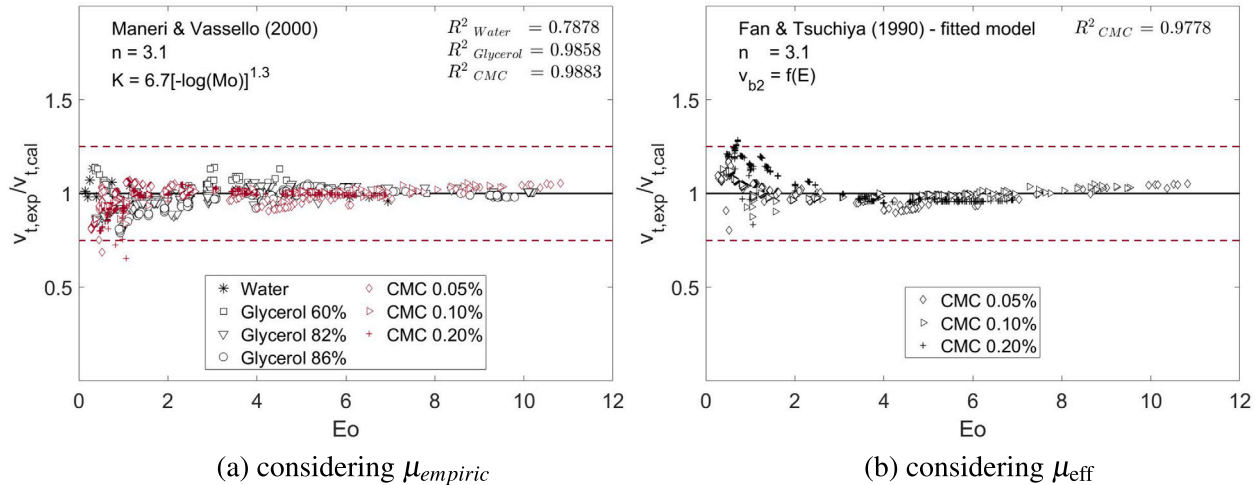 Maneri & Vassello (2000)
n = 3.1
K = 6.7[-log(Mo)]^1.3
R² Water = 0.7878
R² Glycerol = 0.9858
R² CMC = 0.9883
1.5
1
0.5
v_t,exp/v_t,cal
Water
Glycerol 60%
Glycerol 82%
Glycerol 86%
CMC 0.05%
CMC 0.10%
CMC 0.20%
0 2 4 6 8 10 12
Eo
(a) considering μ_empiric
Fan & Tsuchiya (1990) - fitted model
n = 3.1
v_b2 = f(E)
R² CMC = 0.9778
1.5
1
0.5
v_t,exp/v_t,cal
CMC 0.05%
CMC 0.10%
CMC 0.20%
0 2 4 6 8 10 12
Eo
(b) considering μ_eff